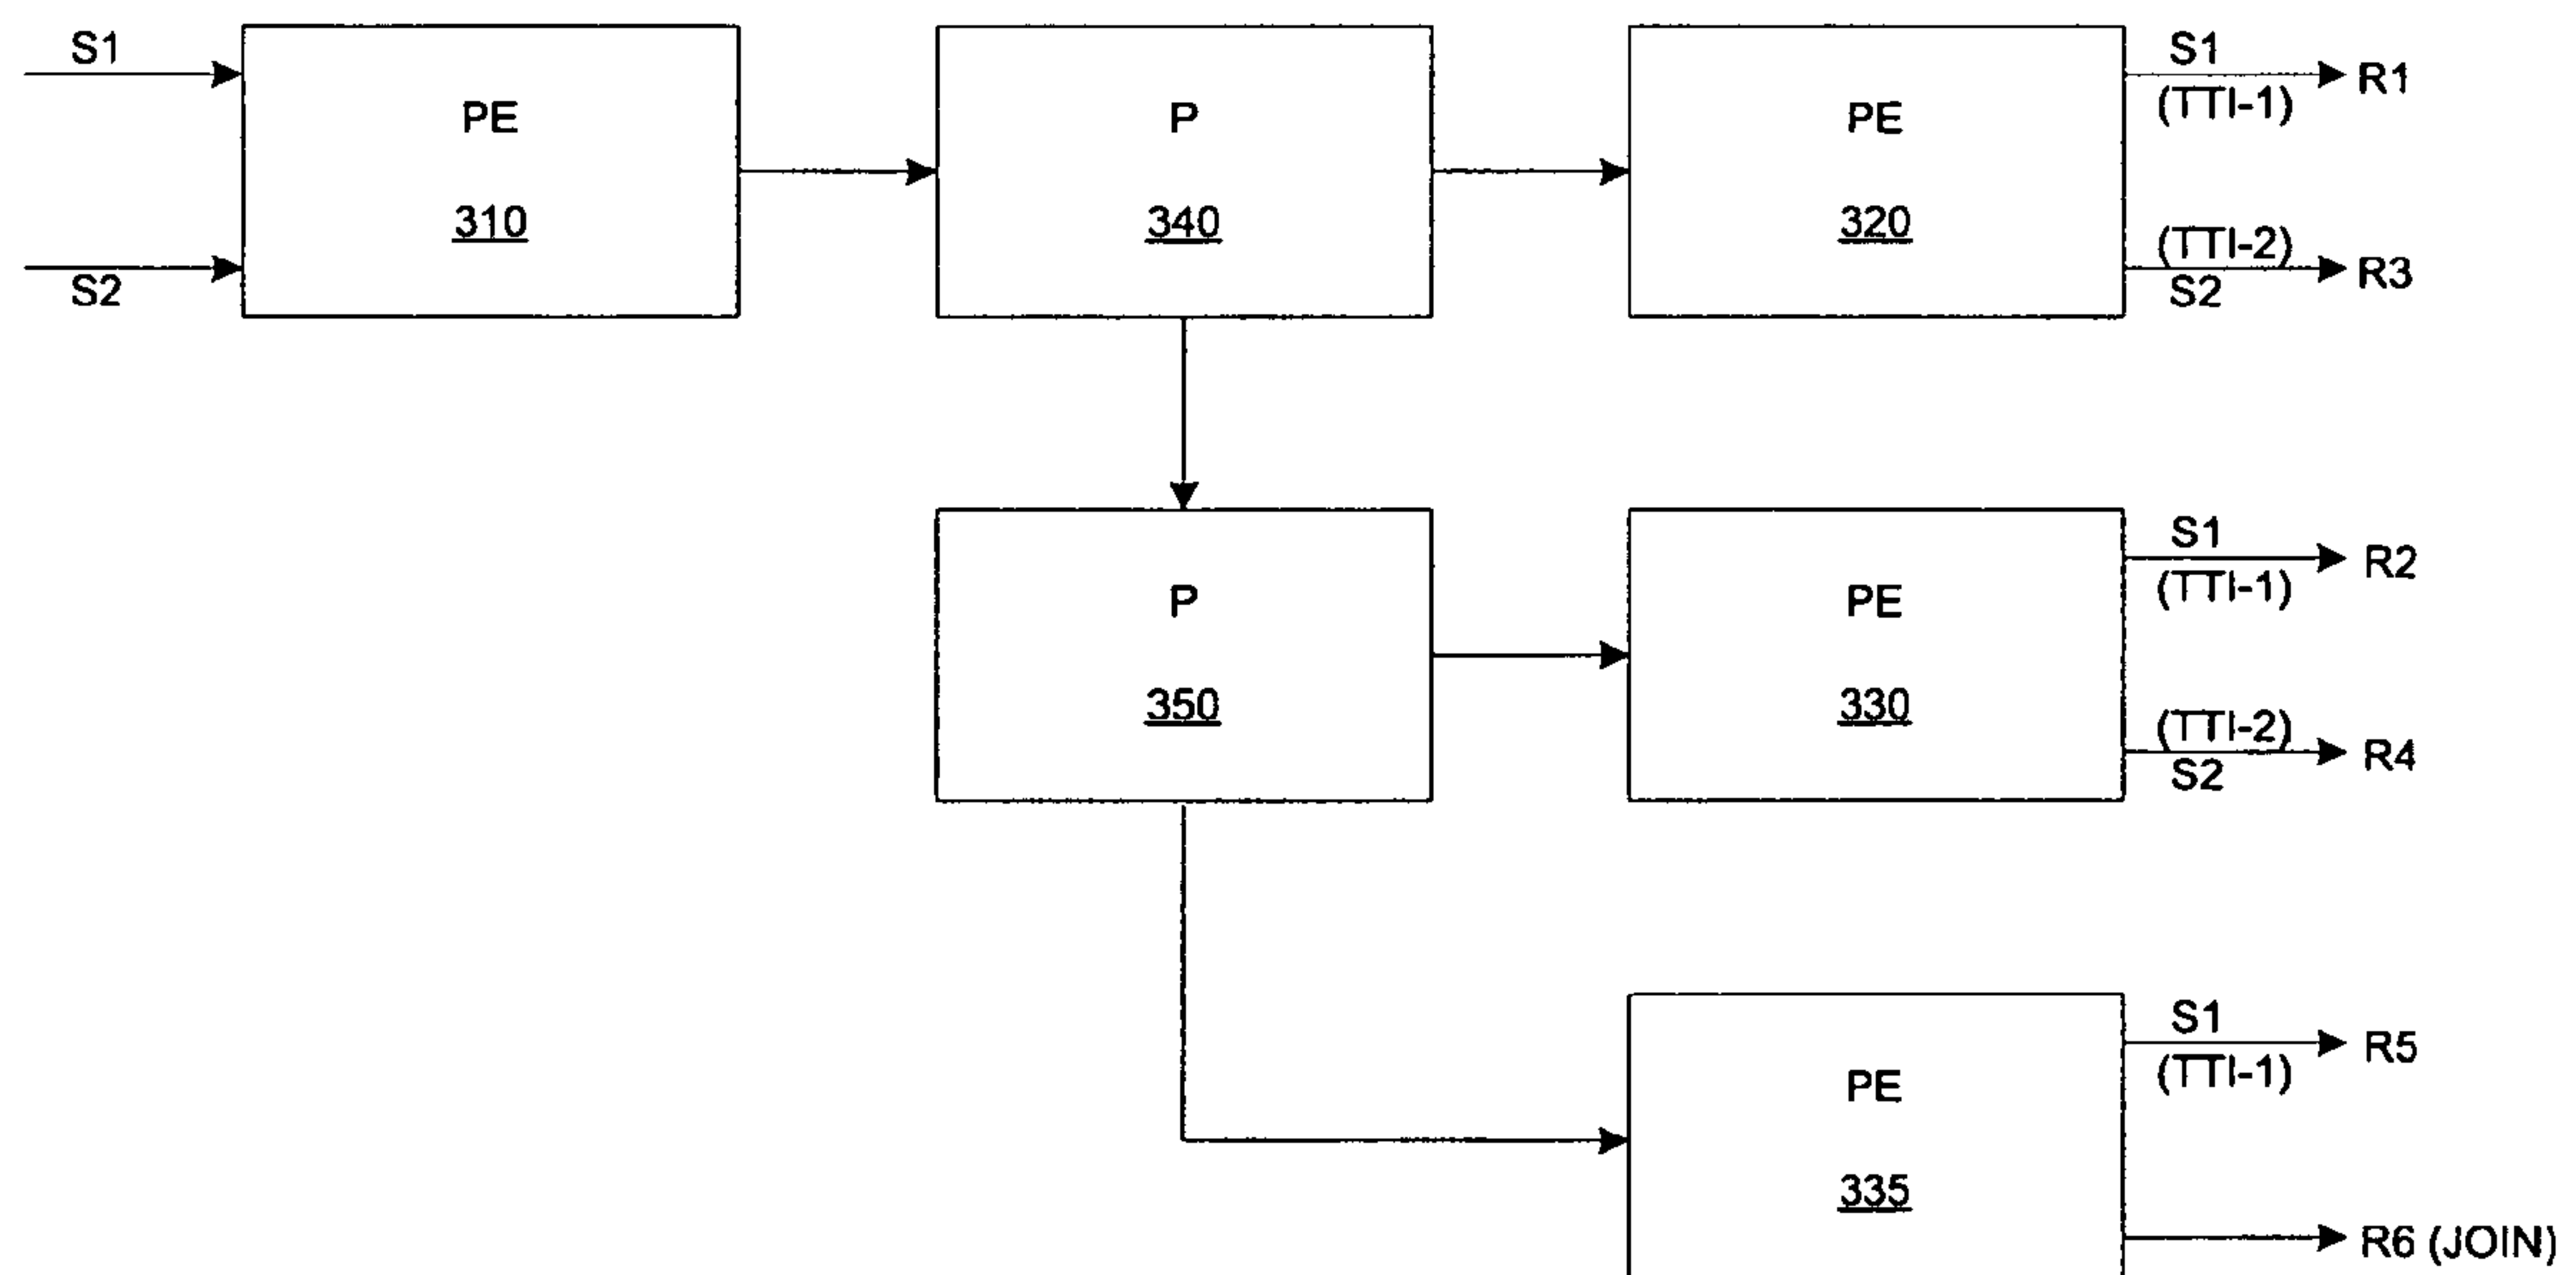 S1
S2
PE
310
P
340
PE
320
S1
(TTI-1)
R1
(TTI-2)
S2
R3
P
350
PE
330
S1
(TTI-1)
R2
(TTI-2)
S2
R4
PE
335
S1
(TTI-1)
R5
R6 (JOIN)